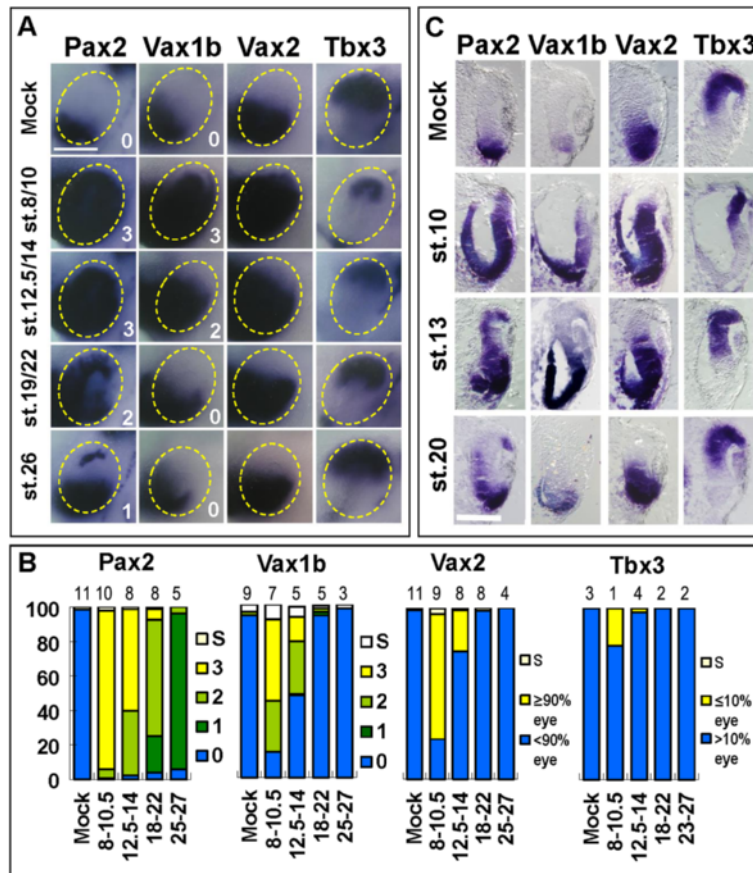 A
Pax2 Vax1b Vax2 Tbx3
Mock
0 0
st.8/10
3 3
st.12.5/14
3 2
st.19/22
2 0
st.26
1 0
C
Pax2 Vax1b Vax2 Tbx3
Mock
st.10
st.13
st.20
B
Pax2
11 10 8 8 5
100
80
60
40
20
0
S
3
2
1
0
Mock
8-10.5
12.5-14
18-22
25-27
Vax1b
9 7 5 5 3
S
3
2
1
0
Mock
8-10.5
12.5-14
18-22
25-27
Vax2
11 9 8 8 4
S
≥90%
eye
<90%
eye
Mock
8-10.5
12.5-14
18-22
25-27
Tbx3
3 1 4 2 2
S
≤10%
eye
>10%
eye
Mock
8-10.5
12.5-14
18-22
23-27